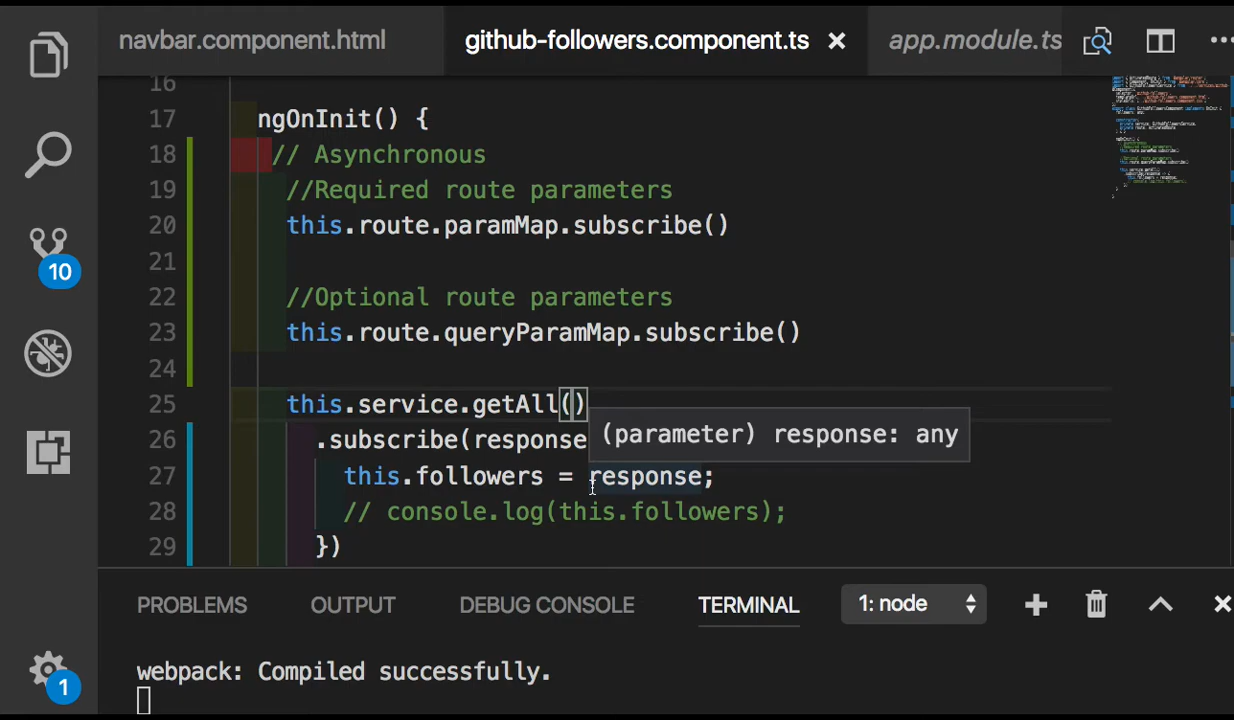 navbar.component.html
github-followers.component.ts
app.module.ts
16
17 ngOnInit() {
18 // Asynchronous
19 //Required route parameters
20 this.route.paramMap.subscribe()
21
22 //Optional route parameters
23 this.route.queryParamMap.subscribe()
24
25 this.service.getAll()
26 .subscribe(response
(parameter) response: any
27 this.followers = response;
28 // console.log(this.followers);
29 })
10
1
PROBLEMS OUTPUT DEBUG CONSOLE TERMINAL 1: node
webpack: Compiled successfully.